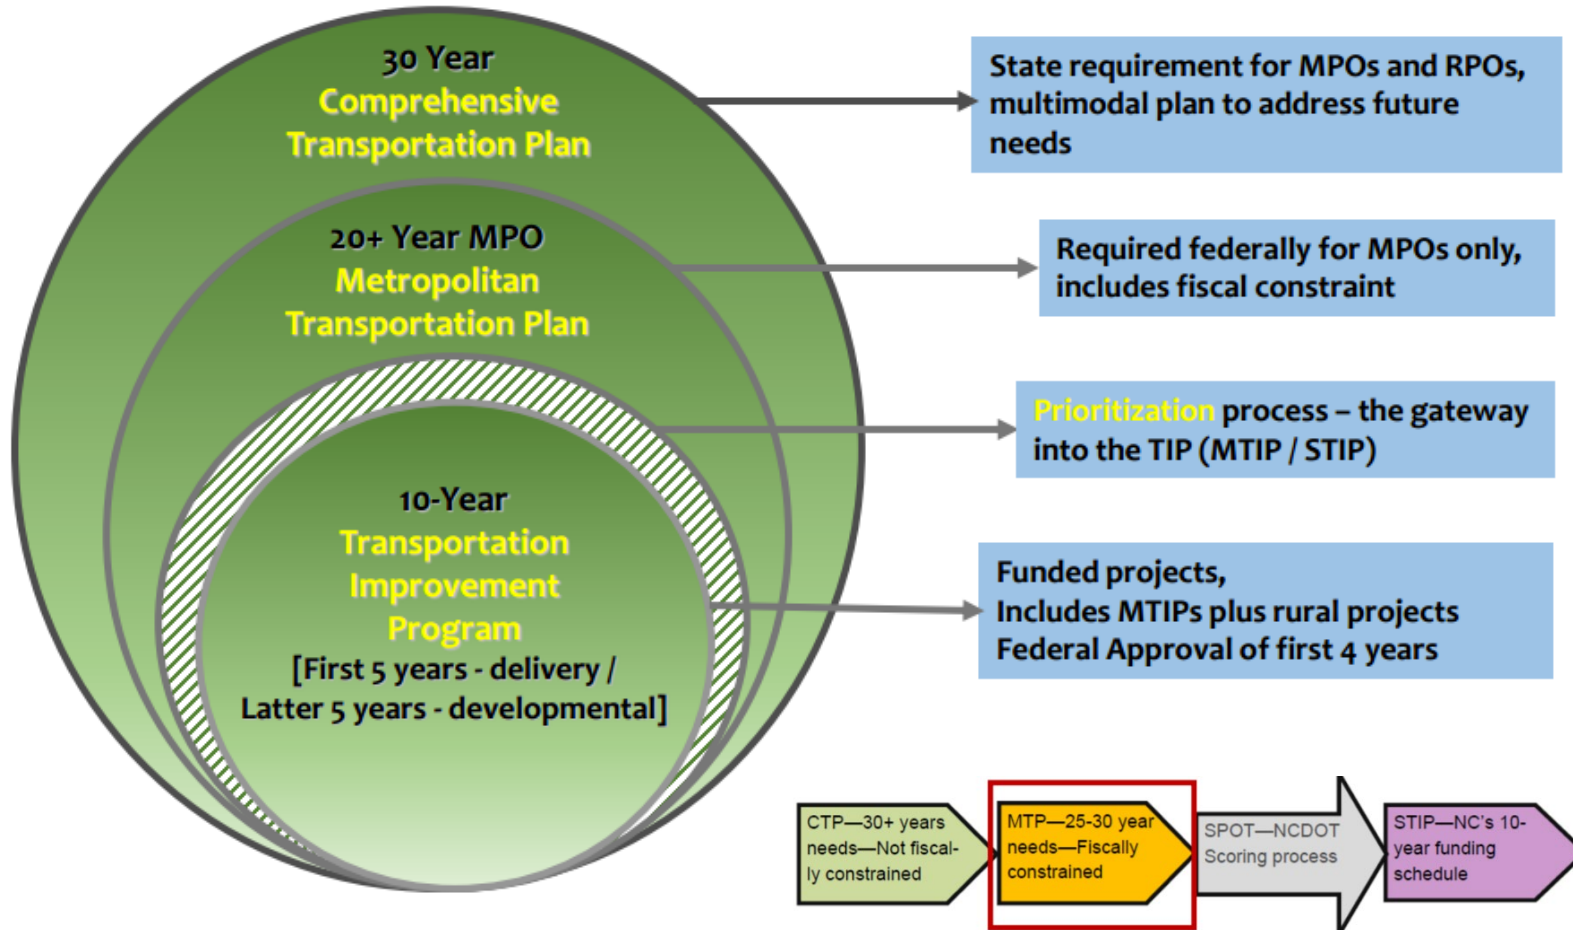 30 Year
Comprehensive
Transportation Plan
State requirement for MPOs and RPOs,
multimodal plan to address future
needs
20+ Year MPO
Metropolitan
Transportation Plan
Required federally for MPOs only,
includes fiscal constraint
Prioritization process – the gateway
into the TIP (MTIP / STIP)
10-Year
Transportation
Improvement
Program
[First 5 years - delivery /
Latter 5 years - developmental]
Funded projects,
Includes MTIPs plus rural projects
Federal Approval of first 4 years
CTP—30+ years
needs—Not fiscal-
ly constrained
MTP—25-30 year
needs—Fiscally
constrained
SPOT—NCDOT
Scoring process
STIP—NC's 10-
year funding
schedule